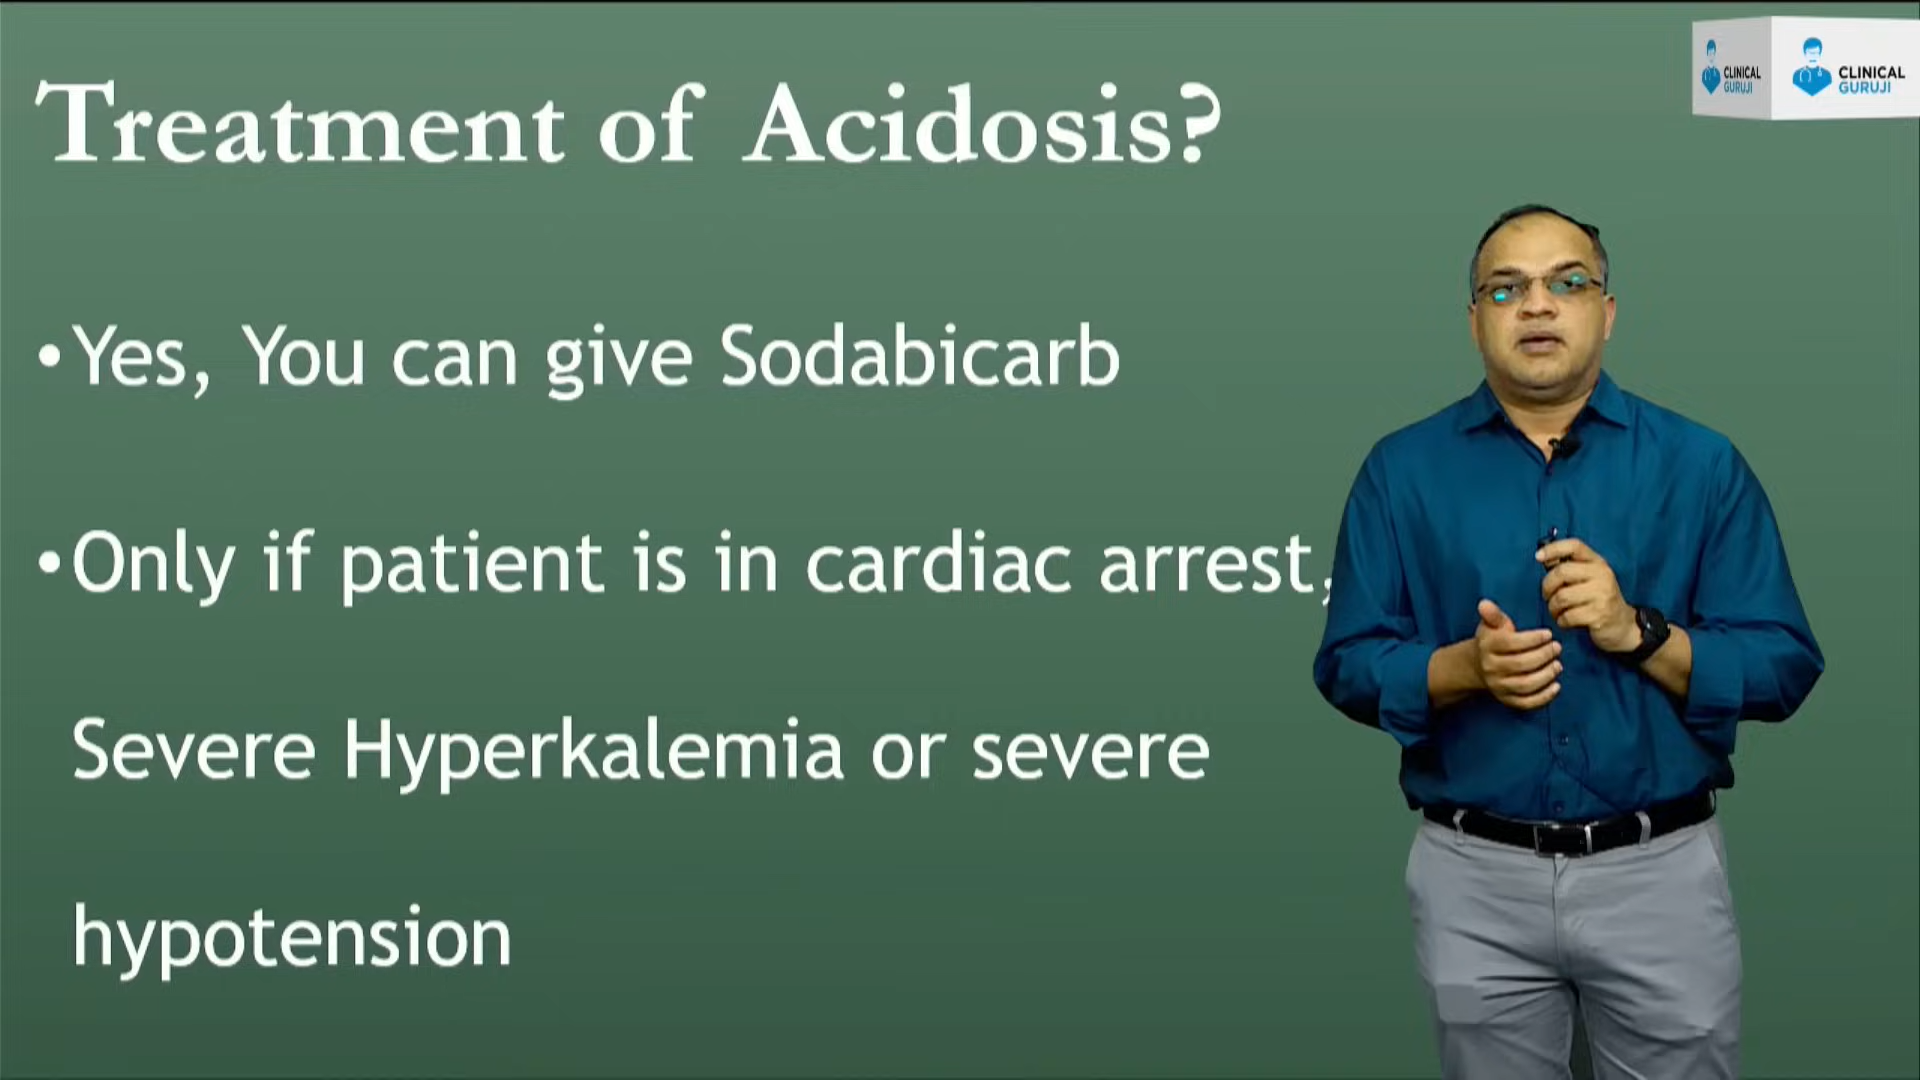 Treatment of Acidosis?
CLINICAL
GURUJI
CLINICAL
GURUJI
•Yes, You can give Sodabicarb
•Only if patient is in cardiac arrest,
Severe Hyperkalemia or severe
hypotension